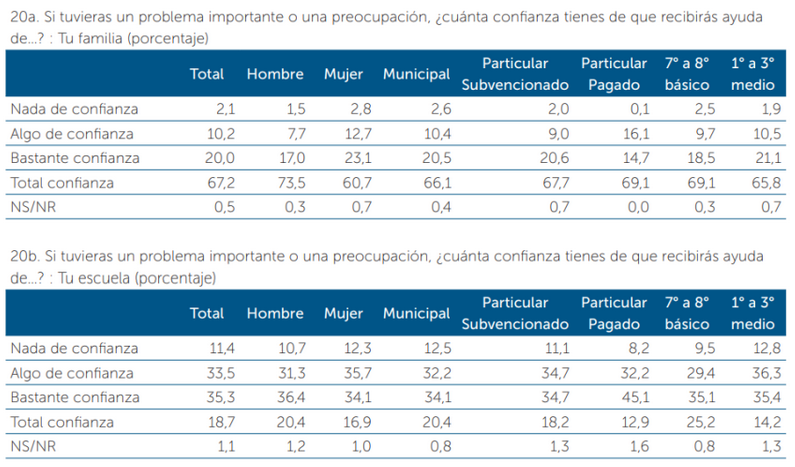 20a. Si tuvieras un problema importante o una preocupación, ¿cuánta confianza tienes de que recibirás ayuda
de...? : Tu familia (porcentaje)
Total Hombre Mujer Municipal Particular Subvencionado Particular Pagado 7° a 8° básico 1° a 3° medio
Nada de confianza 2,1 1,5 2,8 2,6 2,0 0,1 2,5 1,9
Algo de confianza 10,2 7,7 12,7 10,4 9,0 16,1 9,7 10,5
Bastante confianza 20,0 17,0 23,1 20,5 20,6 14,7 18,5 21,1
Total confianza 67,2 73,5 60,7 66,1 67,7 69,1 69,1 65,8
NS/NR 0,5 0,3 0,7 0,4 0,7 0,0 0,3 0,7
20b. Si tuvieras un problema importante o una preocupación, ¿cuánta confianza tienes de que recibirás ayuda
de...? : Tu escuela (porcentaje)
Total Hombre Mujer Municipal Particular Subvencionado Particular Pagado 7° a 8° básico 1° a 3° medio
Nada de confianza 11,4 10,7 12,3 12,5 11,1 8,2 9,5 12,8
Algo de confianza 33,5 31,3 35,7 32,2 34,7 32,2 29,4 36,3
Bastante confianza 35,3 36,4 34,1 34,1 34,7 45,1 35,1 35,4
Total confianza 18,7 20,4 16,9 20,4 18,2 12,9 25,2 14,2
NS/NR 1,1 1,2 1,0 0,8 1,3 1,6 0,8 1,3